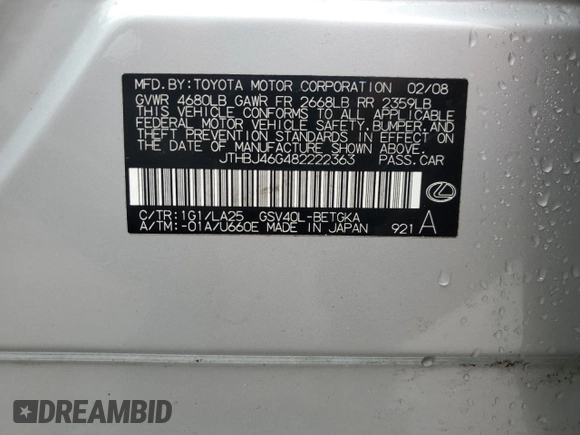 MFD. BY: TOYOTA MOTOR CORPORATION 02/08
GVWR 4680LB GAWR FR 2668LB RR 2359LB
THIS VEHICLE CONFORMS TO ALL APPLICABLE
FEDERAL MOTOR VEHICLE SAFETY, BUMPER, AND
THEFT PREVENTION STANDARDS IN EFFECT ON
THE DATE OF MANUFACTURE SHOWN ABOVE.
JTHBJ46G482222363 PASS. CAR
C/TR: 1G1/LA25 GSV40L-BETGKA
A/TM: -01A/U660E MADE IN JAPAN 921 A
DREAMBID